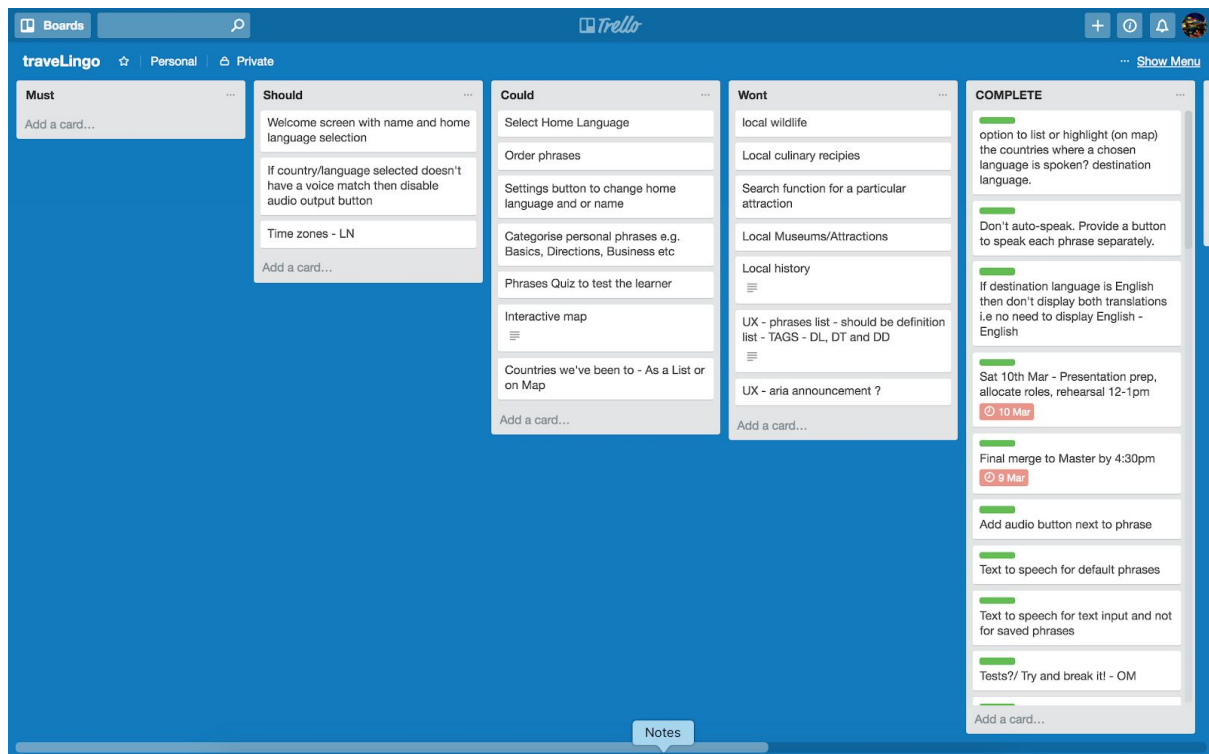 Boards
Trello
traveLingo
Personal
Private
... Show Menu
Must
Add a card...
Should
Welcome screen with name and home
language selection
If country/language selected doesn't
have a voice match then disable
audio output button
Time zones - LN
Add a card...
Could
Select Home Language
Order phrases
Settings button to change home
language and or name
Categorise personal phrases e.g.
Basics, Directions, Business etc
Phrases Quiz to test the learner
Interactive map
Countries we've been to - As a List or
on Map
Add a card...
Wont
local wildlife
Local culinary recipies
Search function for a particular
attraction
Local Museums/Attractions
Local history
UX - phrases list - should be definition
list - TAGS - DL, DT and DD
UX - aria announcement ?
Add a card...
COMPLETE
option to list or highlight (on map)
the countries where a chosen
language is spoken? destination
language.
Don't auto-speak. Provide a button
to speak each phrase separately.
If destination language is English
then don't display both translations
i.e no need to display English -
English
Sat 10th Mar - Presentation prep,
allocate roles, rehearsal 12-1pm
10 Mar
Final merge to Master by 4:30pm
9 Mar
Add audio button next to phrase
Text to speech for default phrases
Text to speech for text input and not
for saved phrases
Tests?/ Try and break it! - OM
Add a card...
Notes